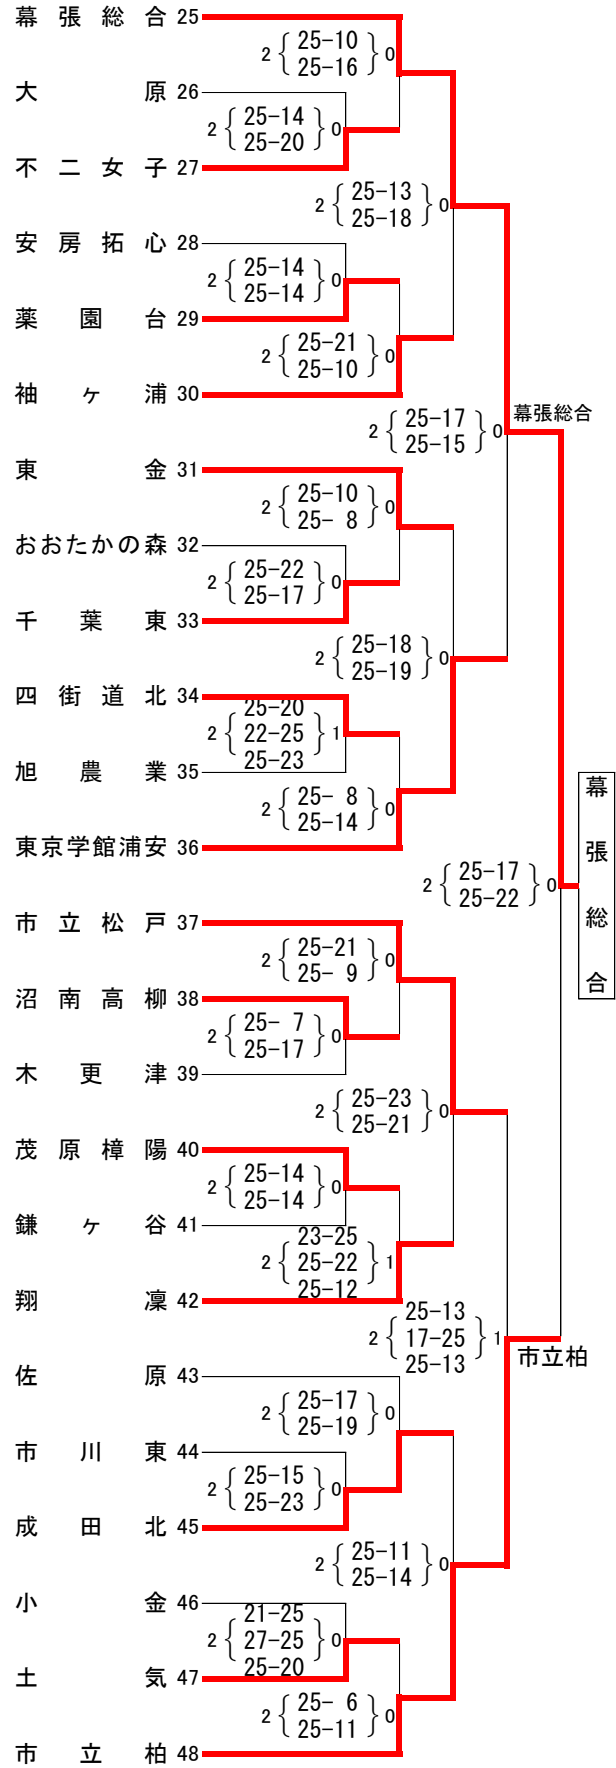 幕張総合 25
2 25-10 0
25-16
大原 26
2 25-14 0
25-20
不二女子 27
2 25-13 0
25-18
安房拓心 28
2 25-14 0
25-14
薬園台 29
2 25-21 0
25-10
袖ヶ浦 30
幕張総合
2 25-17 0
25-15
東金 31
2 25-10 0
25- 8
おおたかの森 32
2 25-22 0
25-17
千葉東 33
2 25-18 0
25-19
四街道北 34
25-20
2 22-25 1
25-23
旭農業 35
2 25- 8 0
25-14
東京学館浦安 36
幕張総合
2 25-17 0
25-22
市立松戸 37
2 25-21 0
25- 9
沼南高柳 38
2 25- 7 0
25-17
木更津 39
2 25-23 0
25-21
茂原樟陽 40
2 25-14 0
25-14
鎌ヶ谷 41
23-25
2 25-22 1
25-12
翔凜 42
25-13
2 17-25 1
25-13
市立柏
佐原 43
2 25-17 0
25-19
市川東 44
2 25-15 0
25-23
成田北 45
2 25-11 0
25-14
小金 46
21-25
2 27-25 0
25-20
土気 47
2 25- 6 0
25-11
市立柏 48